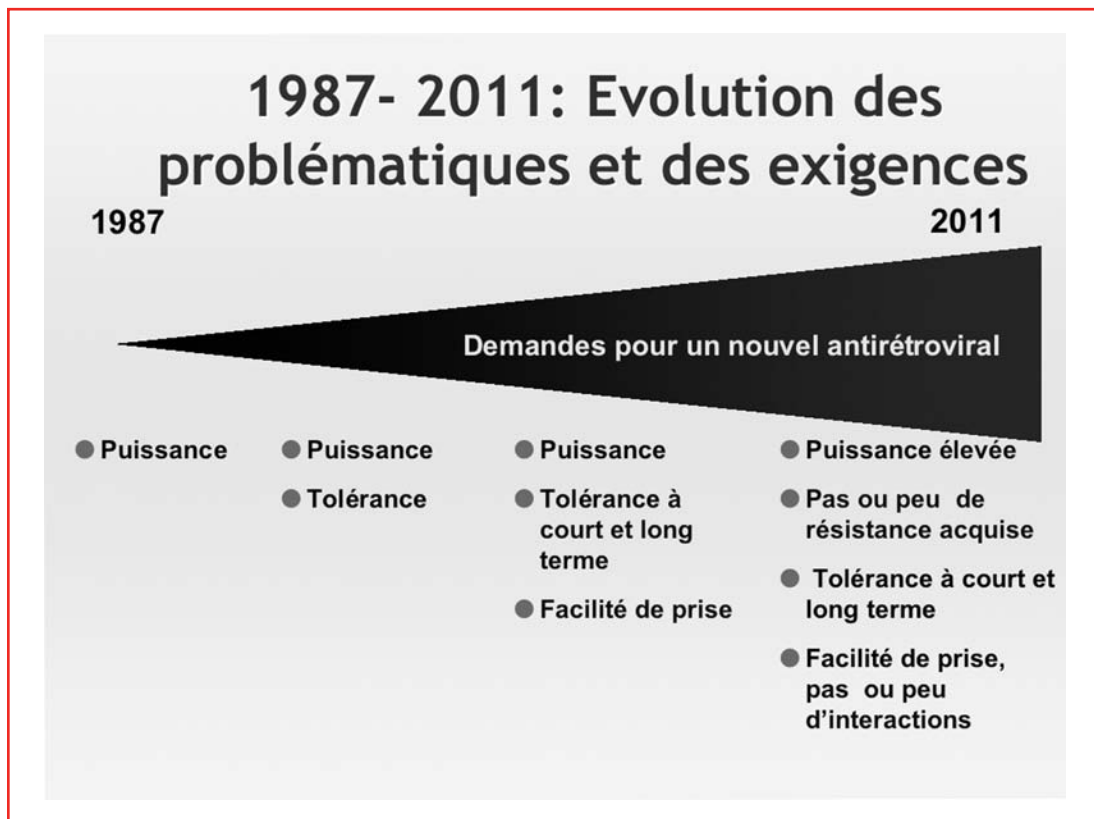 1987- 2011: Evolution des
problématiques et des exigences
1987
2011
Demandes pour un nouvel antirétroviral
Puissance
Puissance
Tolérance
Puissance
Tolérance à
court et long
terme
Facilité de prise
Puissance élevée
Pas ou peu de
résistance acquise
Tolérance à court et
long terme
Facilité de prise,
pas ou peu
d'interactions